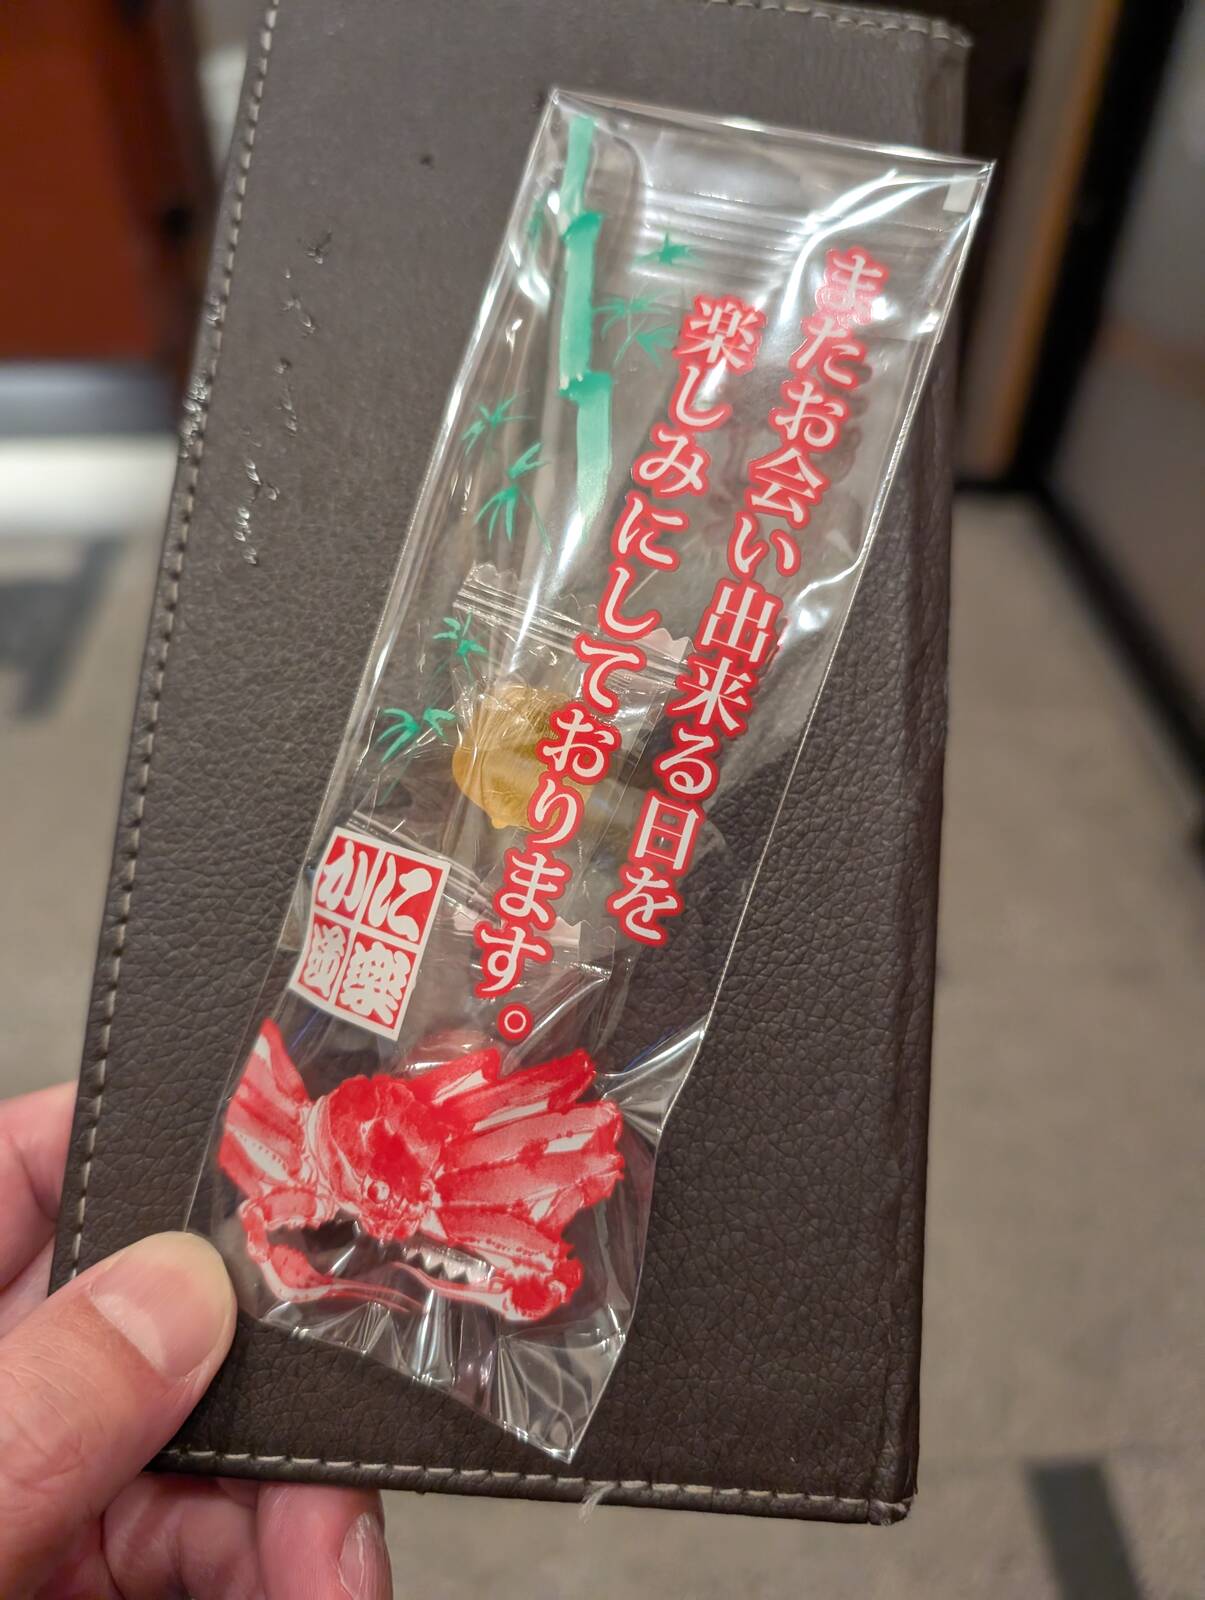 またお会い出来る日を
楽しみにしております。
かに
道楽